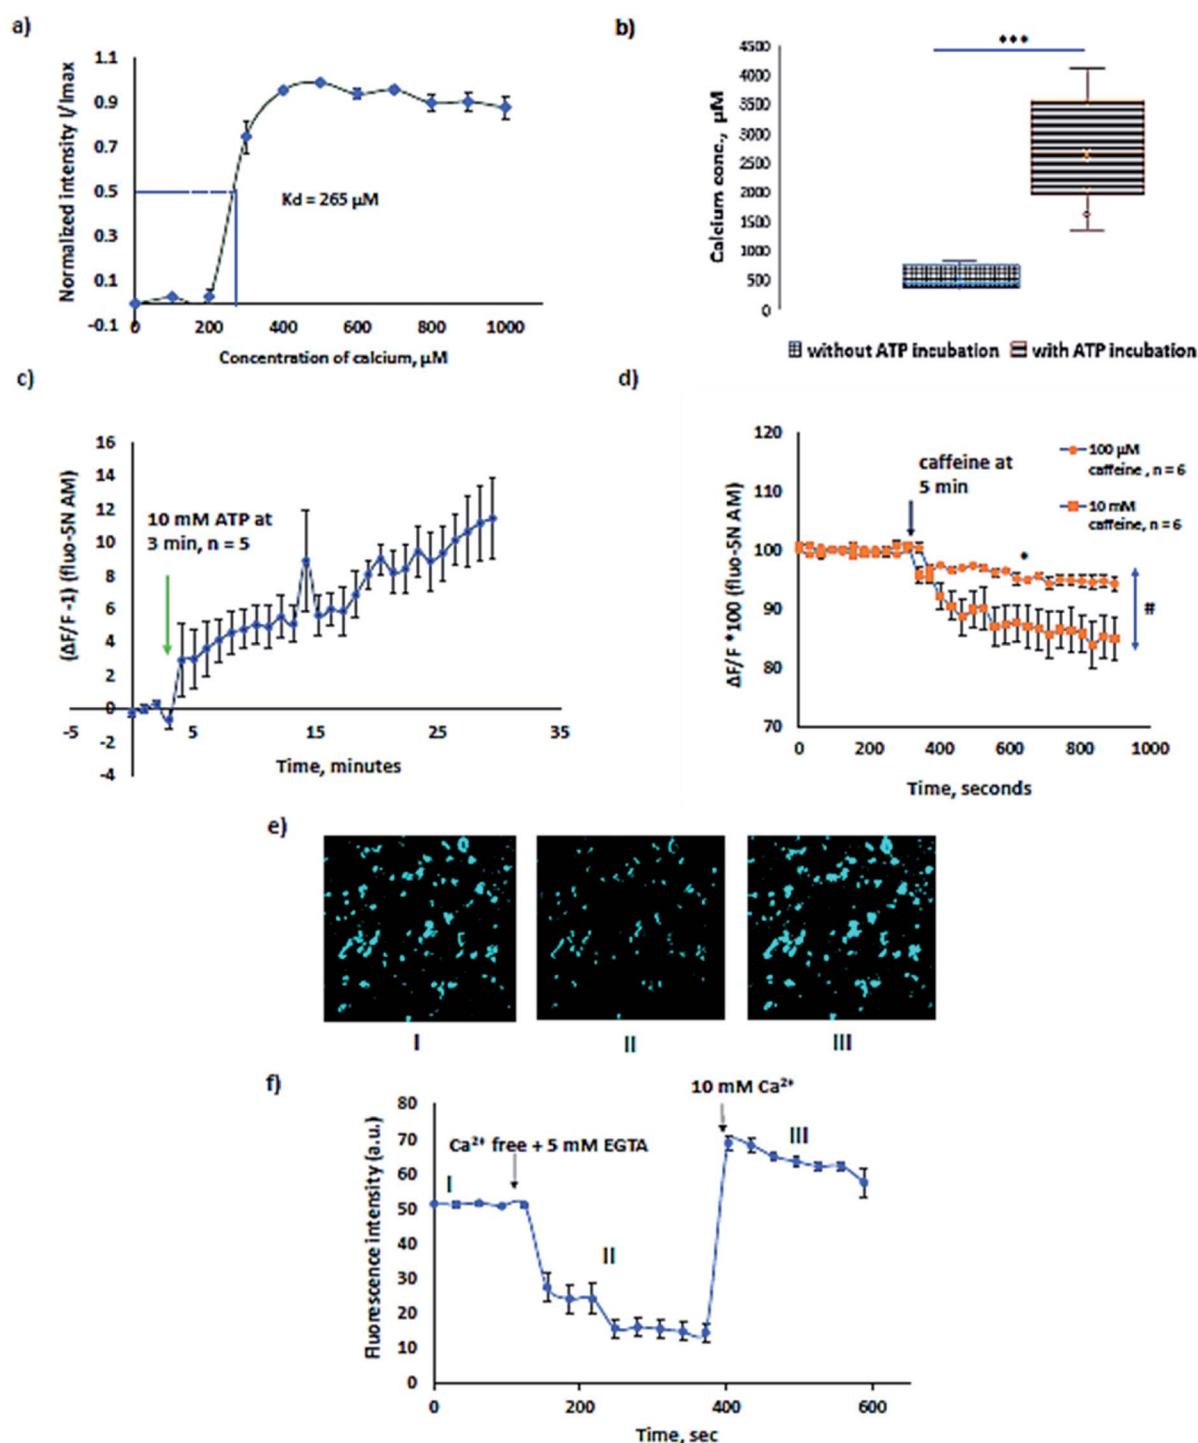 a)
1.1
0.9
0.7
0.5
0.3
0.1
-0.1
Normalized intensity I/Imax
Kd = 265 µM
0
200
400
600
800
1000
Concentration of calcium, µM
b)
***
4500
4000
3500
3000
2500
2000
1500
1000
500
0
Calcium conc., µM
without ATP incubation
with ATP incubation
c)
16
14
12
10
8
6
4
2
0
-2
-4
(ΔF/F -1) (fluo-5N AM)
10 mM ATP at
3 min, n = 5
-5
5
15
25
35
Time, minutes
d)
120
110
100
90
80
70
ΔF/F *100 (fluo-5N AM)
caffeine at
5 min
100 µM
caffeine , n = 6
10 mM
caffeine, n = 6
*
#
0
200
400
600
800
1000
Time, seconds
e)
I
II
III
f)
80
70
60
50
40
30
20
10
0
Fluorescence intensity (a.u.)
10 mM Ca²⁺
Ca²⁺ free + 5 mM EGTA
I
II
III
0
200
400
600
Time, sec